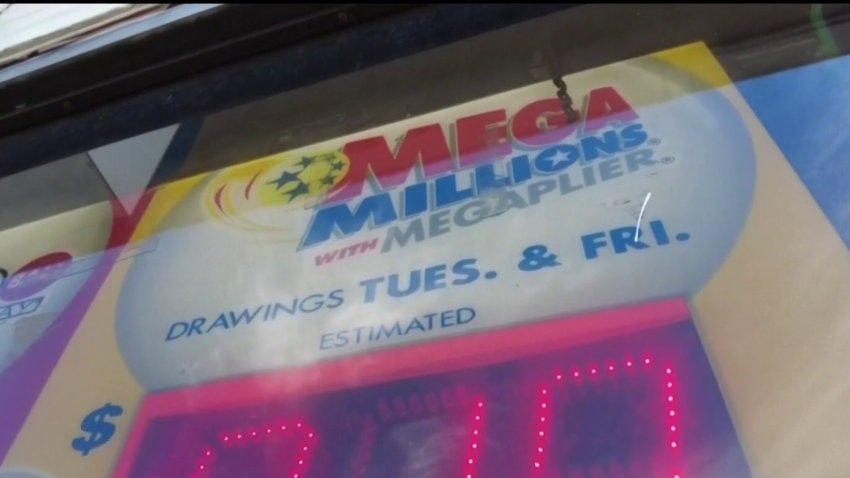 MEGA
MILLIONS®
WITH MEGAPLIER®
DRAWINGS TUES. & FRI.
ESTIMATED
$